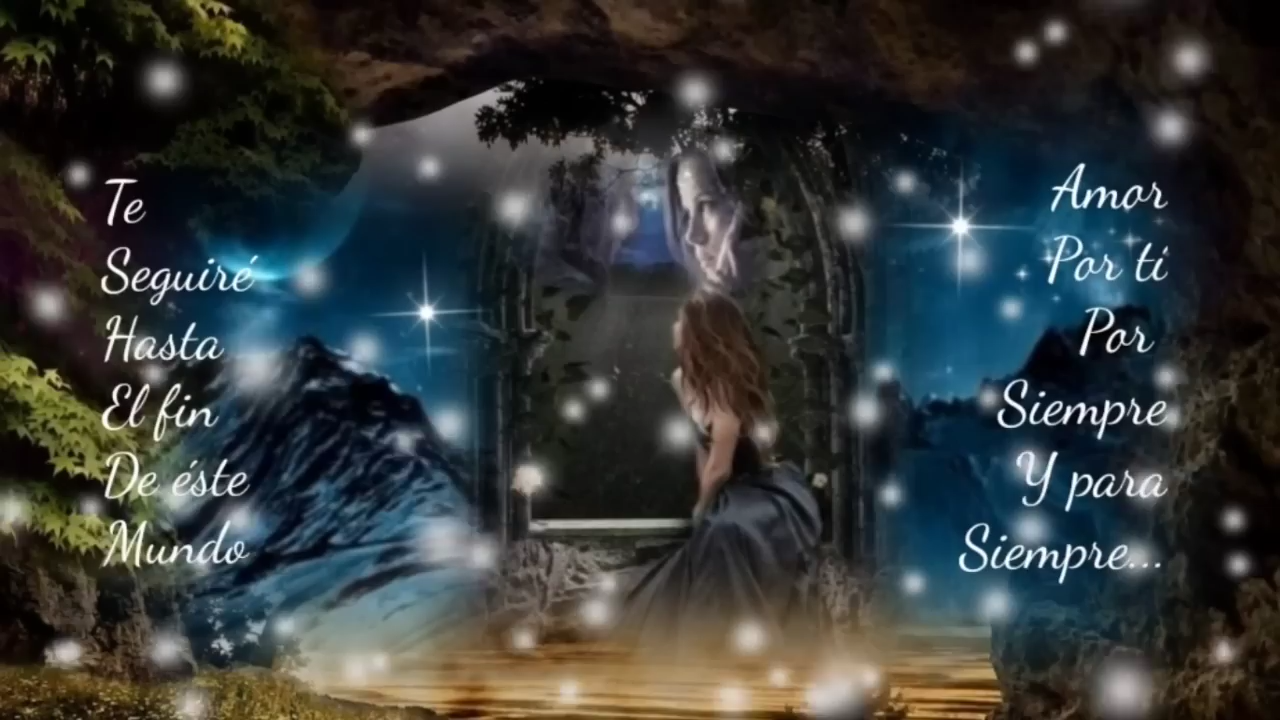 Te
Seguiré
Hasta
El fin
De éste
Mundo
Amor
Por ti
Por
Siempre
Y para
Siempre...